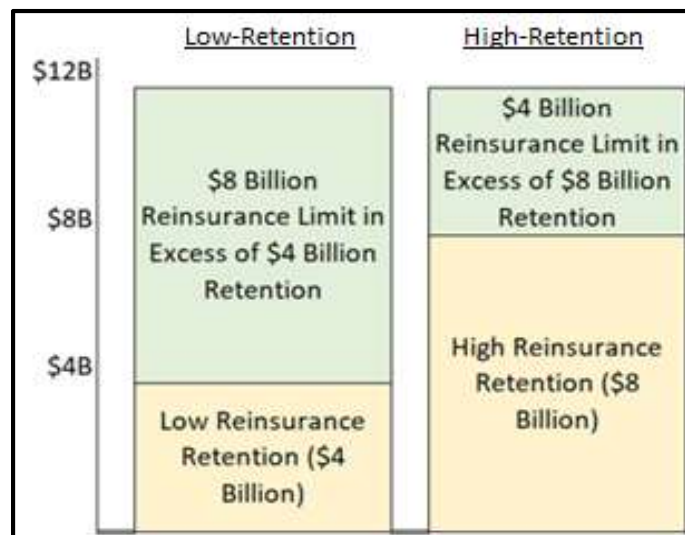 Low-Retention
High-Retention
$12B
$8B
$4B
$8 Billion
Reinsurance Limit in
Excess of $4 Billion
Retention
Low Reinsurance
Retention ($4
Billion)
$4 Billion
Reinsurance Limit in
Excess of $8 Billion
Retention
High Reinsurance
Retention ($8
Billion)